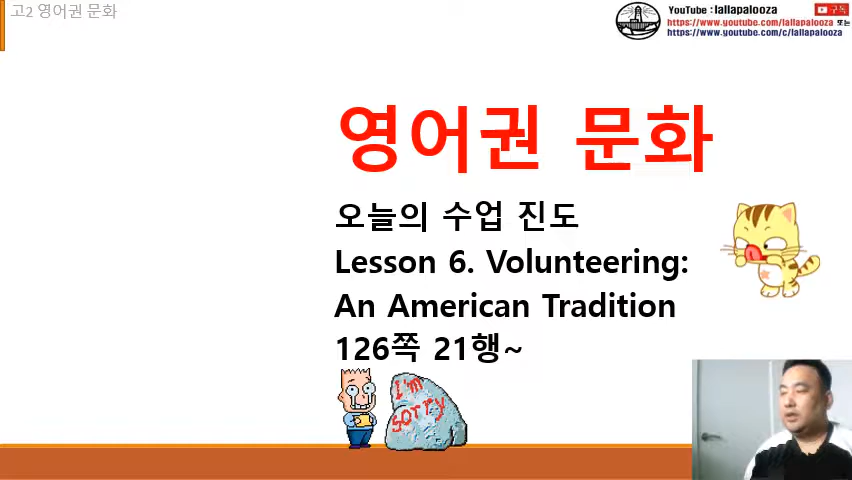 고2 영어권 문화
YouTube : lallapalooza
구독
https://www.youtube.com/lallapalooza 또는
https://www.youtube.com/c/lallapalooza
영어권 문화
오늘의 수업 진도
Lesson 6. Volunteering:
An American Tradition
126쪽 21행~
I'm
sorry